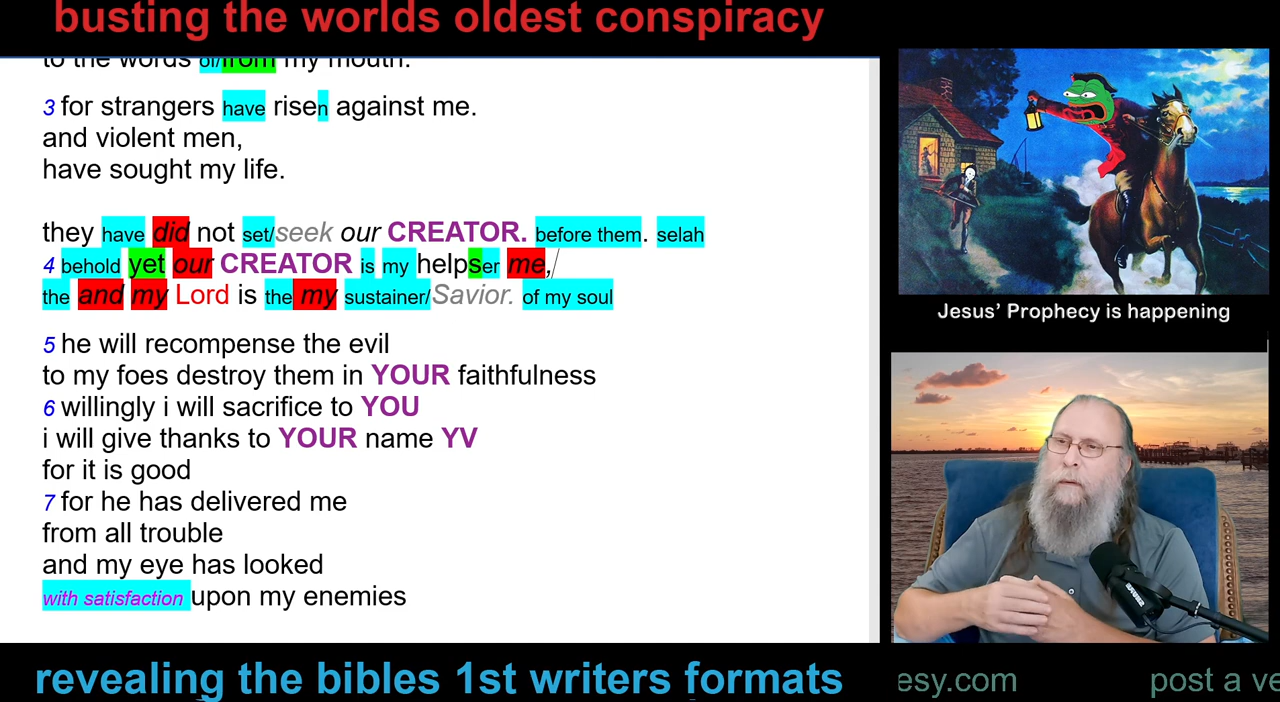 busting the worlds oldest conspiracy
to the words of/from my mouth.
3 for strangers have risen against me.
and violent men,
have sought my life.
they have did not set/seek our CREATOR. before them. selah
4 behold yet our CREATOR is my helpser me,
the and my Lord is the my sustainer/Savior. of my soul
5 he will recompense the evil
to my foes destroy them in YOUR faithfulness
6 willingly i will sacrifice to YOU
i will give thanks to YOUR name YV
for it is good
7 for he has delivered me
from all trouble
and my eye has looked
with satisfaction upon my enemies
Jesus’ Prophecy is happening
revealing the bibles 1st writers formats
esy.com post a ve